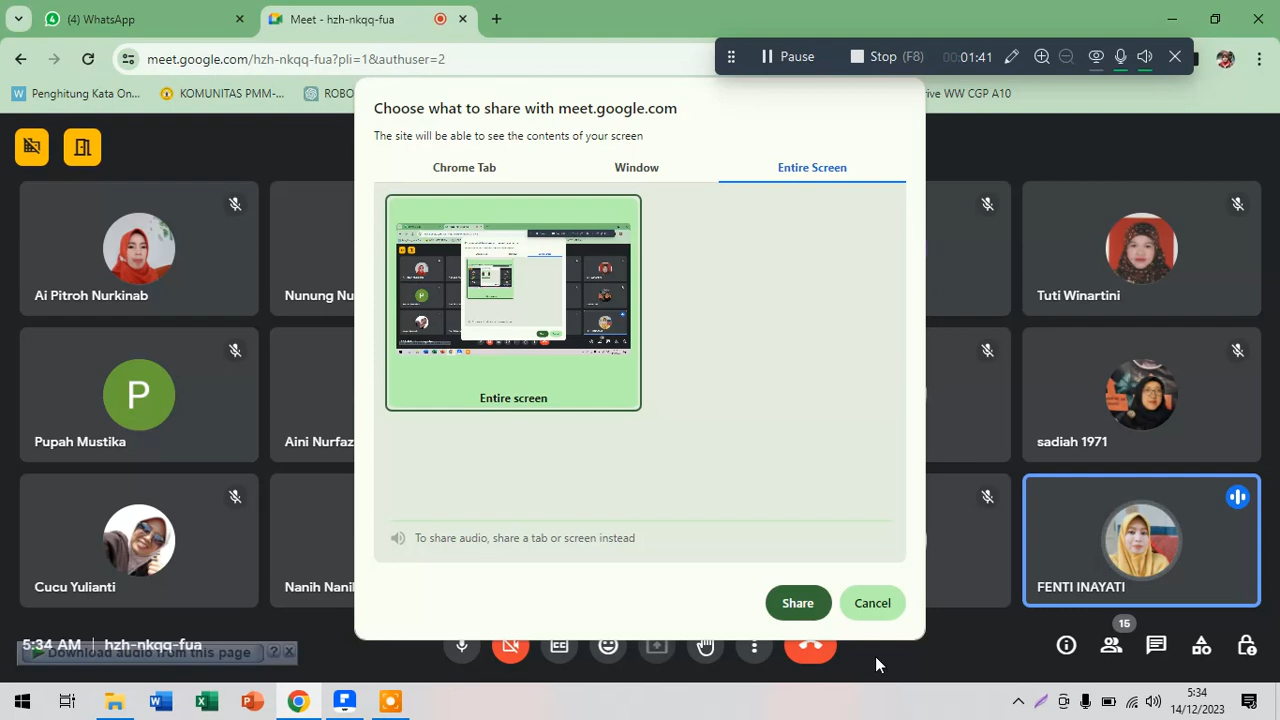 (4) WhatsApp
Meet - hzh-nkqq-fua
meet.google.com/hzh-nkqq-fua?pli=1&authuser=2
Pause
Stop (F8)
00:01:41
Penghitung Kata On...
KOMUNITAS PMM-...
ROBO
rive WW CGP A10
Choose what to share with meet.google.com
The site will be able to see the contents of your screen
Chrome Tab
Window
Entire Screen
Entire screen
To share audio, share a tab or screen instead
Share
Cancel
Ai Pitroh Nurkinab
Nunung Nu
Tuti Winartini
P
Pupah Mustika
Aini Nurfaz
sadiah 1971
Cucu Yulianti
Nanih Nanih
FENTI INAYATI
5:34 AM
hzh-nkqq-fua
15
Download audio from this page
?
5:34
14/12/2023